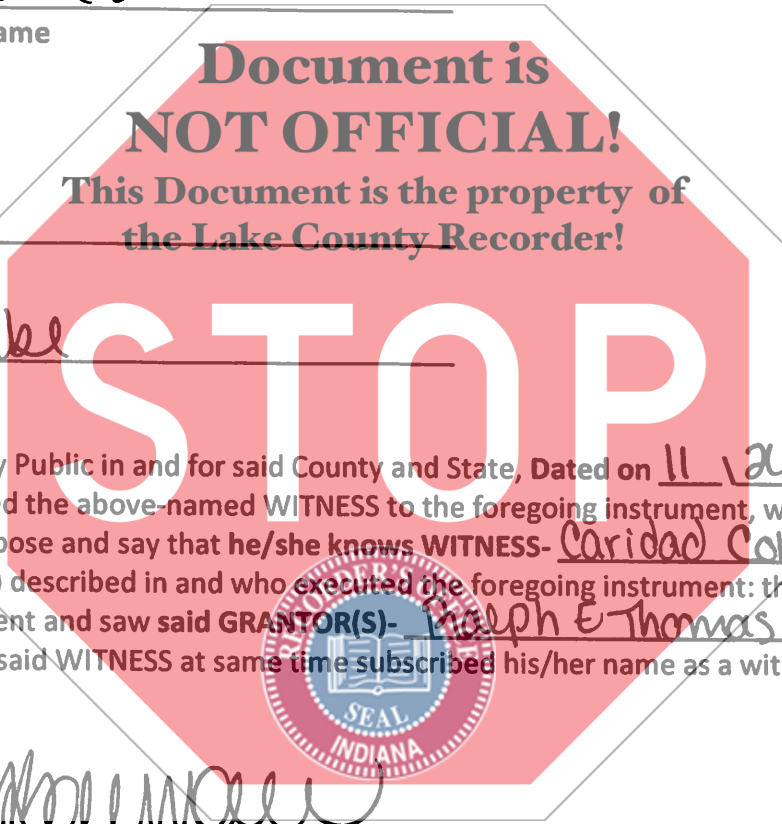 ame
Document is
NOT OFFICIAL!
This Document is the property of
the Lake County Recorder!
STOP
Public in and for said County and State, Dated on 11
ed the above-named WITNESS to the foregoing instrument, w
pose and say that he/she knows WITNESS- Caridad Col
described in and who executed the foregoing instrument: th
ent and saw said GRANTOR(S)- Ralph E Thomas
said WITNESS at same time subscribed his/her name as a wit
RECORDER'S
SEAL
INDIANA